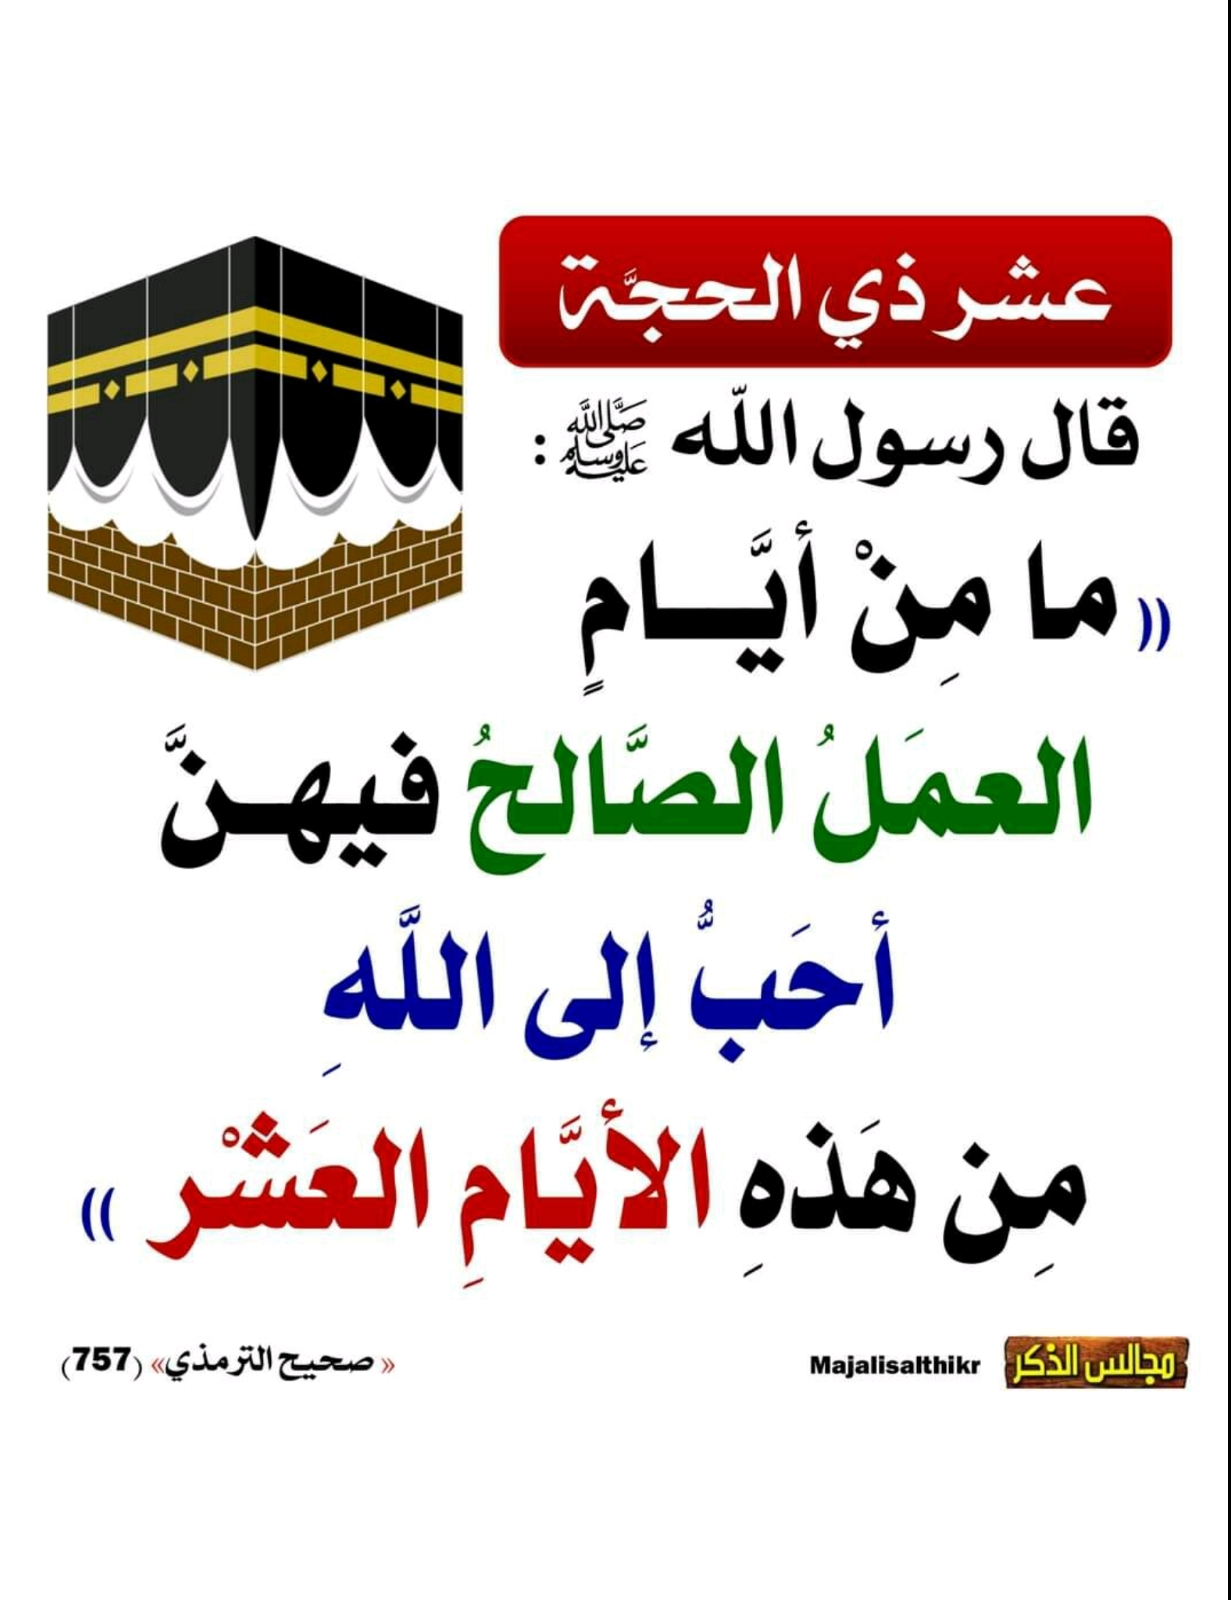 عشر ذي الحجَّة
قال رسول اللّه ﷺ :
(( ما مِنْ أيَّـــامٍ
العمَلُ الصَّالحُ فيهـنَّ
أحَبُّ إلى اللَّهِ
مِن هَذهِ الأيَّامِ العَشْر ))
« صحيح الترمذي» (757)
Majalisalthikr
مجالس الذكر